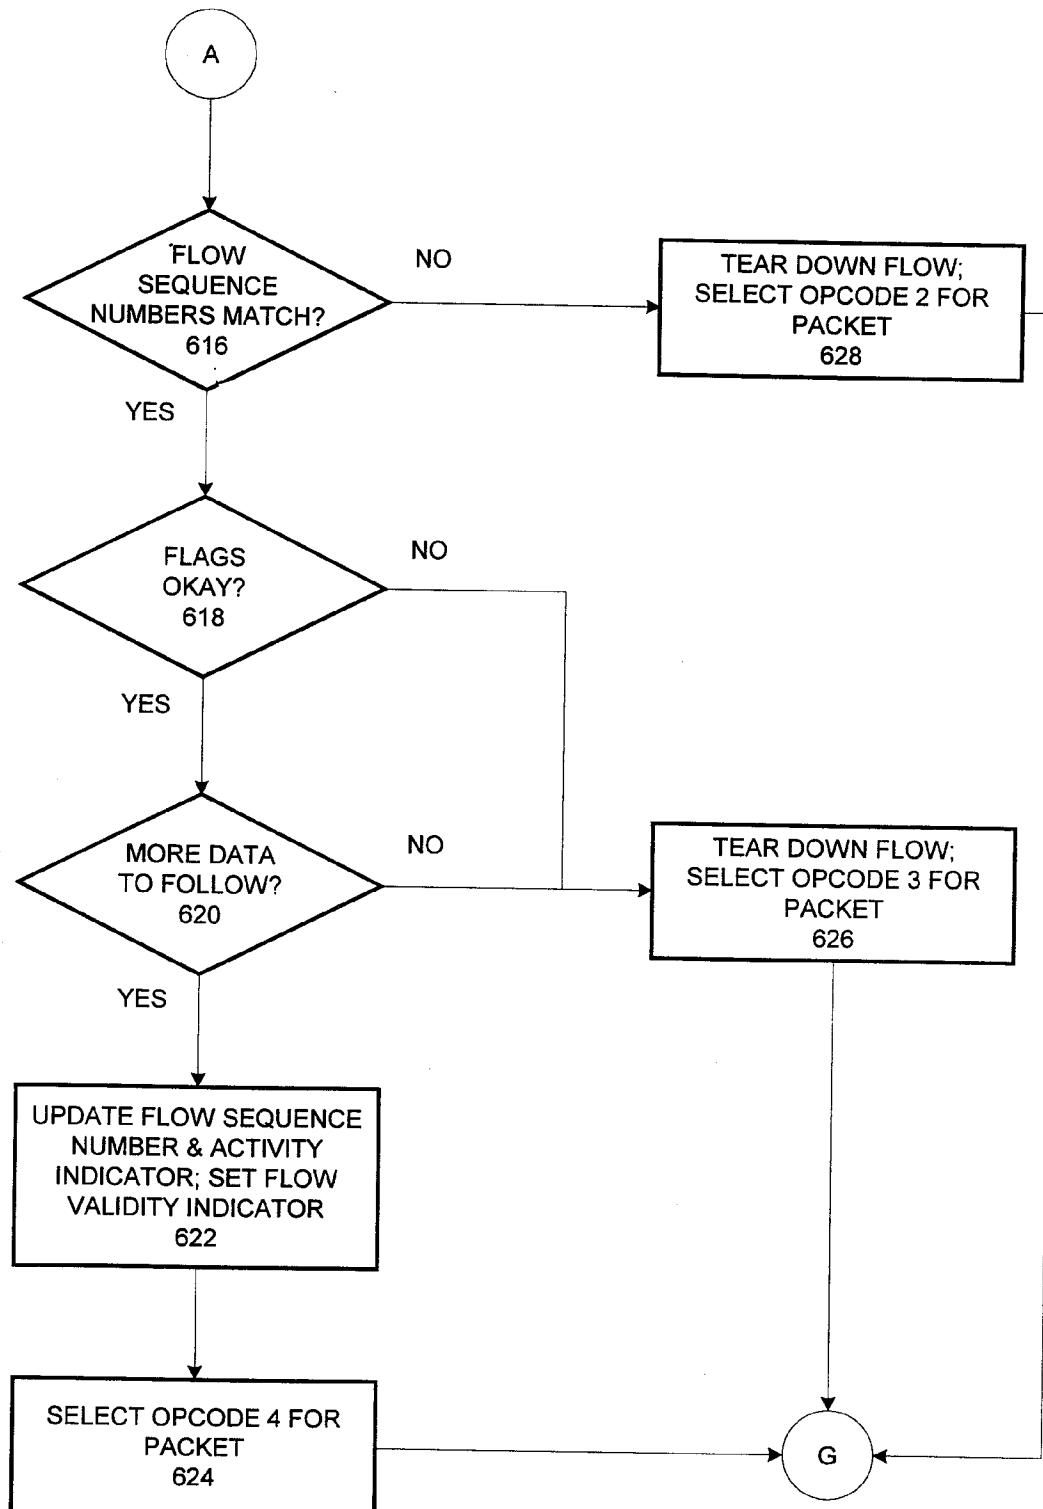 A
FLOW
SEQUENCE
NUMBERS MATCH?
616
NO
TEAR DOWN FLOW;
SELECT OPCODE 2 FOR
PACKET
628
YES
FLAGS
OKAY?
618
NO
YES
MORE DATA
TO FOLLOW?
620
NO
TEAR DOWN FLOW;
SELECT OPCODE 3 FOR
PACKET
626
YES
UPDATE FLOW SEQUENCE
NUMBER & ACTIVITY
INDICATOR; SET FLOW
VALIDITY INDICATOR
622
SELECT OPCODE 4 FOR
PACKET
624
G